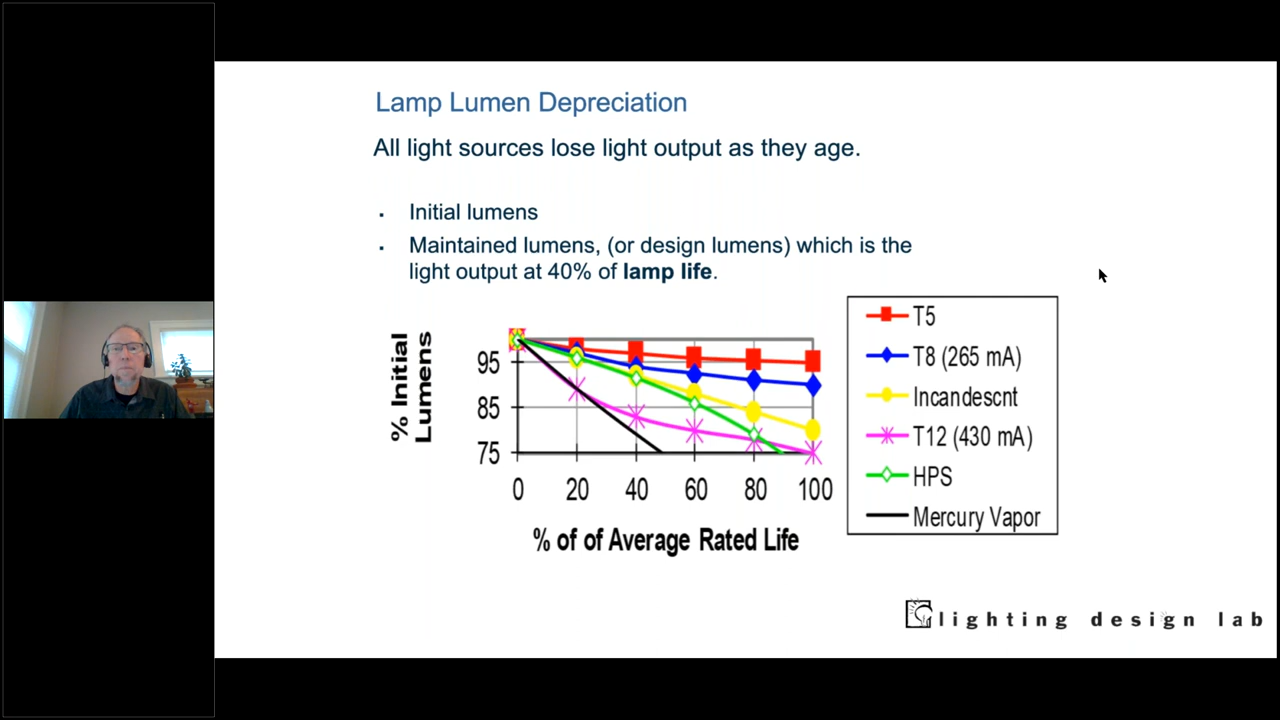 Lamp Lumen Depreciation
All light sources lose light output as they age.
▪ Initial lumens
▪ Maintained lumens, (or design lumens) which is the
light output at 40% of lamp life.
% Initial
Lumens
95
85
75
0 20 40 60 80 100
% of of Average Rated Life
T5
T8 (265 mA)
Incandescnt
T12 (430 mA)
HPS
Mercury Vapor
lighting design lab